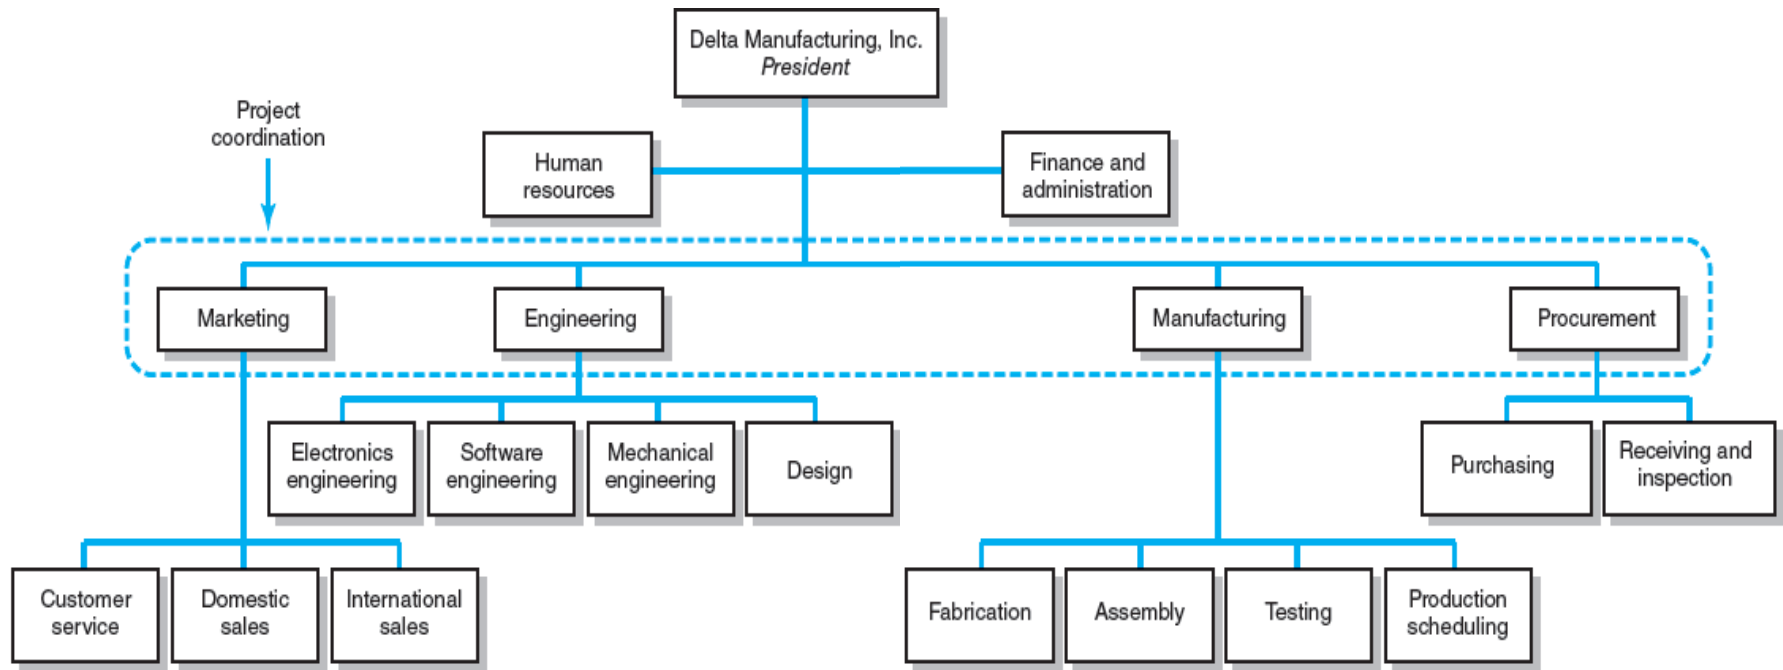 Delta Manufacturing, Inc.
President
Project
coordination
Human
resources
Finance and
administration
Marketing
Engineering
Manufacturing
Procurement
Electronics
engineering
Software
engineering
Mechanical
engineering
Design
Purchasing
Receiving and
inspection
Customer
service
Domestic
sales
International
sales
Fabrication
Assembly
Testing
Production
scheduling